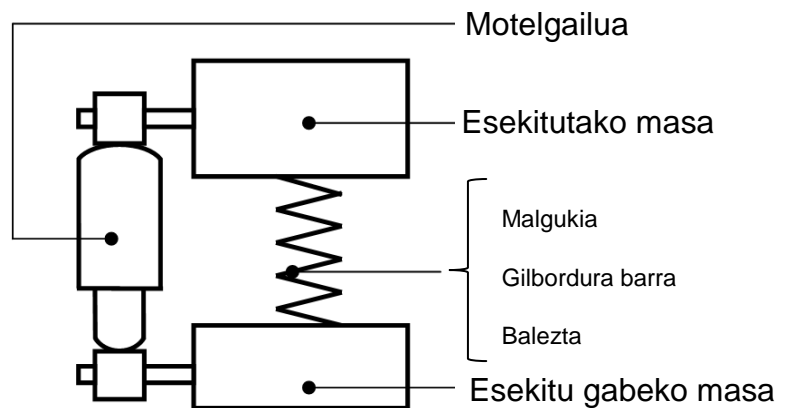 Motelgailua
Esekitutako masa
Malgukia
Gilbordura barra
Balezta
Esekitu gabeko masa